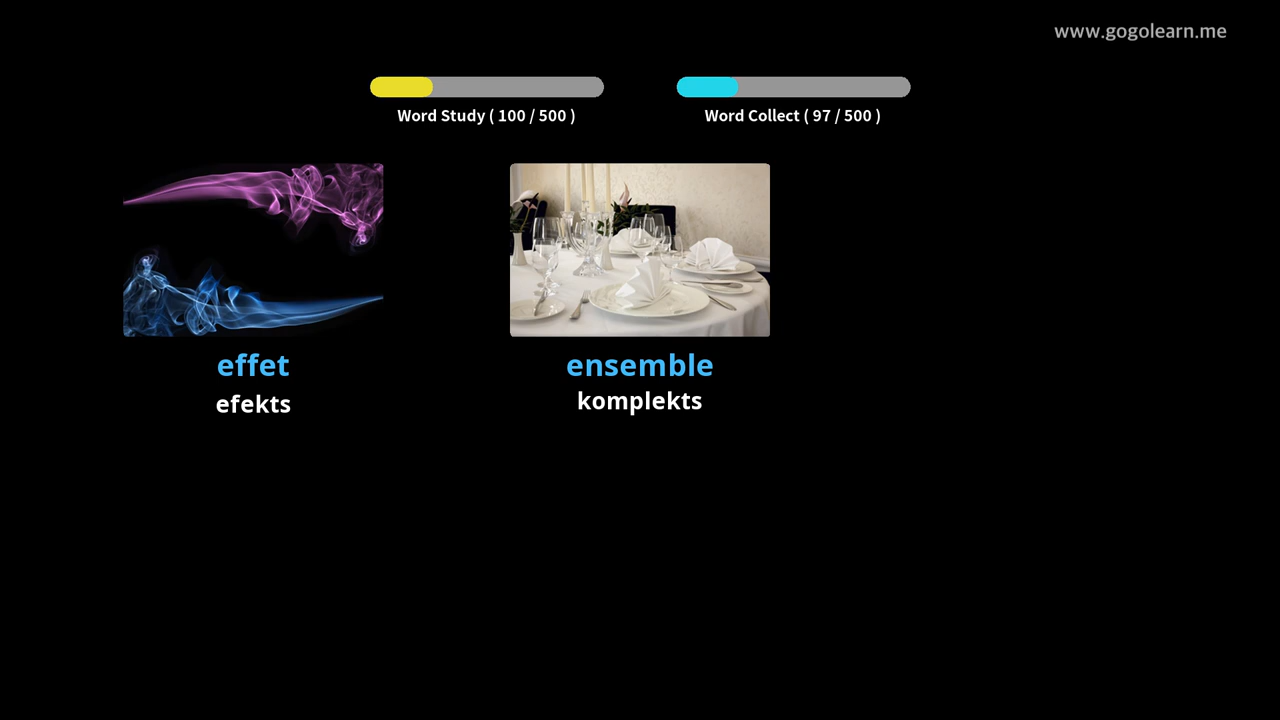 www.gogolearn.me
Word Study ( 100 / 500 )
Word Collect ( 97 / 500 )
effet
efekts
ensemble
komplekts